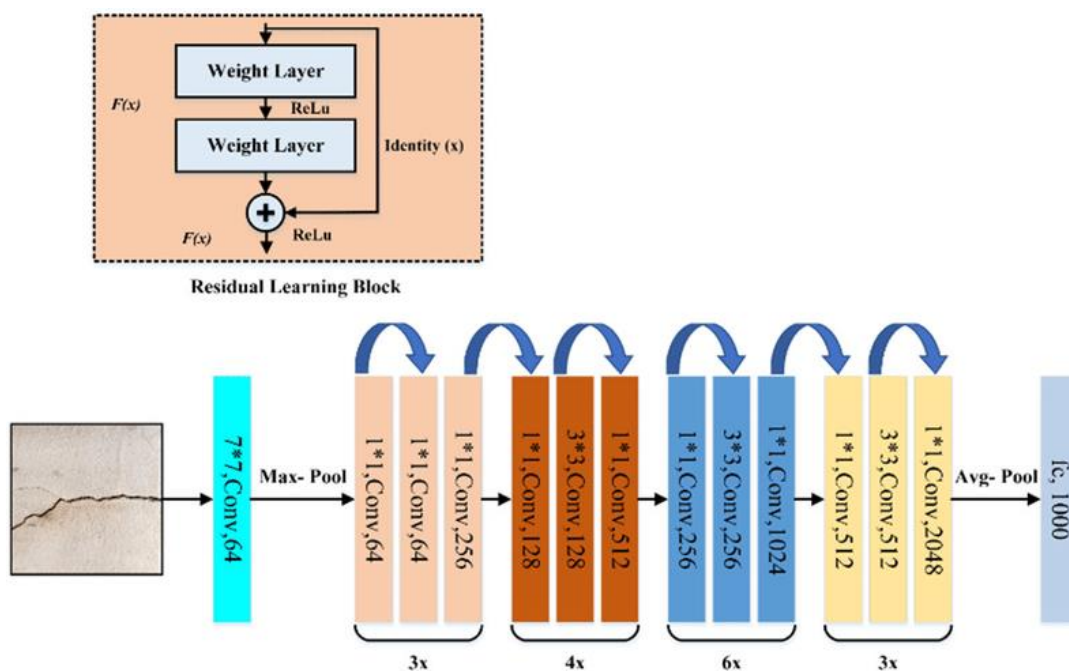 Weight Layer
F(x)
ReLu
Weight Layer
Identity (x)
+
F(x)
ReLu
Residual Learning Block
7*7,Conv,64
Max- Pool
1*1,Conv,64
1*1,Conv,64
1*1,Conv,256
1*1,Conv,128
3*3,Conv,128
1*1,Conv,512
1*1,Conv,256
3*3,Conv,256
1*1,Conv,1024
1*1,Conv,512
3*3,Conv,512
1*1,Conv,2048
Avg- Pool
fc, 1000
3x
4x
6x
3x